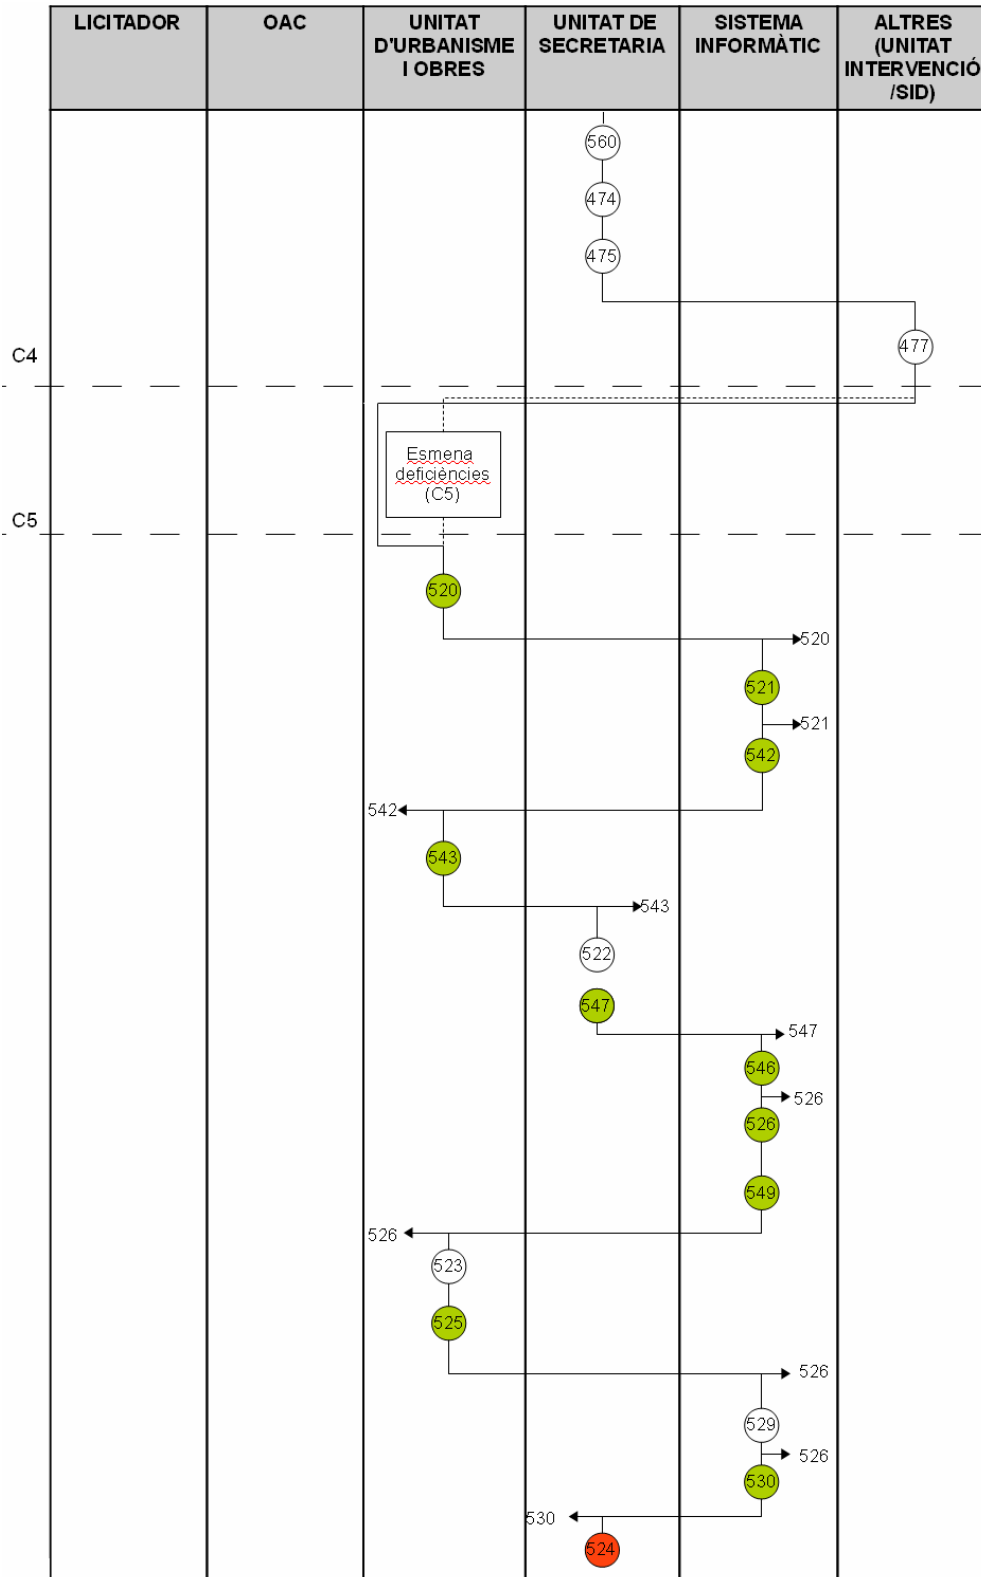 LICITADOR
OAC
UNITAT
D'URBANISME
I OBRES
UNITAT DE
SECRETARIA
SISTEMA
INFORMÀTIC
ALTRES
(UNITAT
INTERVENCIÓ
/SID)
560
474
475
477
C4
Esmena
deficiències
(C5)
C5
520
520
521
521
542
542
543
543
522
547
547
546
526
526
549
526
523
525
526
529
526
530
530
524